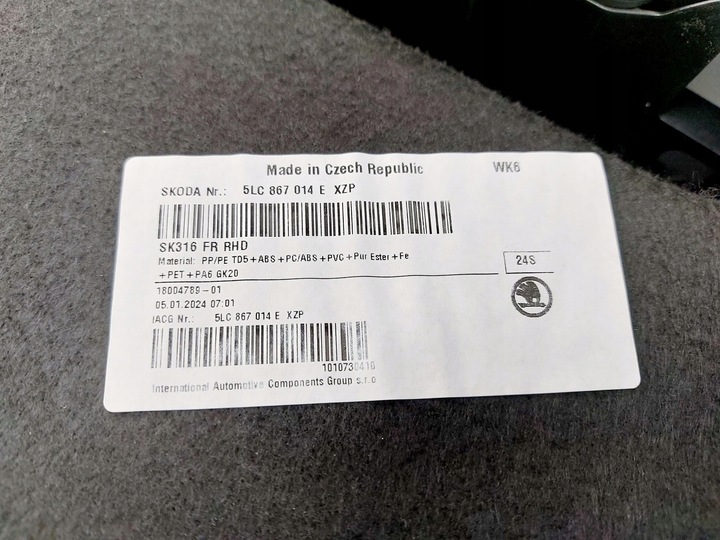 Made in Czech Republic WK6
SKODA Nr.: 5LC 867 014 E XZP
SK316 FR RHD
Material: PP/PE TD5+ABS+PC/ABS+PVC+Pur Ester+Fe
+PET+PA6 GK20
24S
18004789-01
05.01.2024 07:01
IACG Nr.: 5LC 867 014 E XZP
1010730410
International Automotive Components Group s.r.o